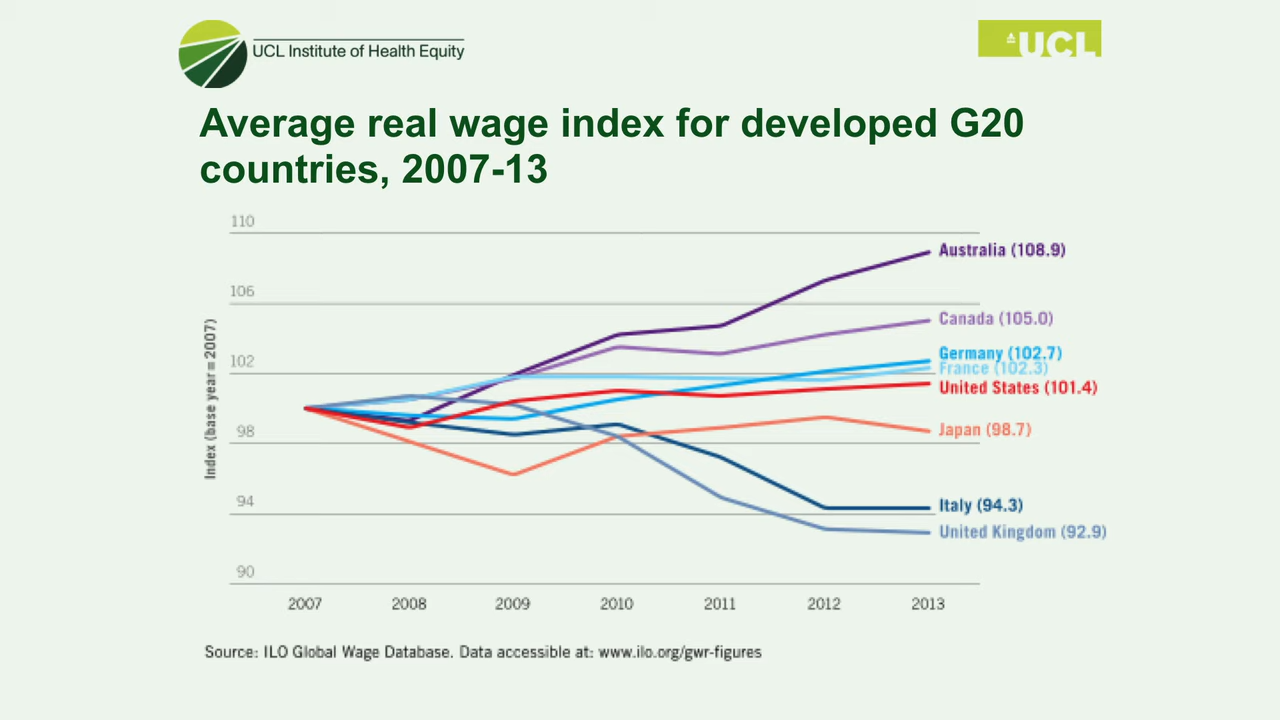 UCL Institute of Health Equity
UCL
Average real wage index for developed G20
countries, 2007-13
110
106
102
98
94
90
Index (base year = 2007)
Australia (108.9)
Canada (105.0)
Germany (102.7)
France (102.3)
United States (101.4)
Japan (98.7)
Italy (94.3)
United Kingdom (92.9)
2007 2008 2009 2010 2011 2012 2013
Source: ILO Global Wage Database. Data accessible at: www.ilo.org/gwr-figures